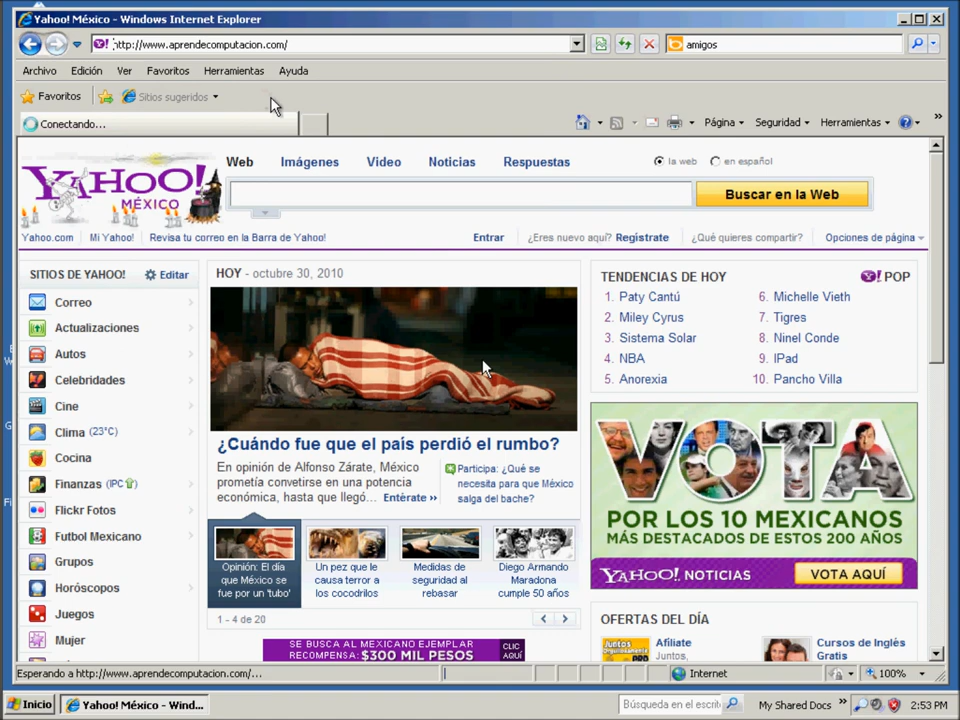 Yahoo! México - Windows Internet Explorer
http://www.aprendecomputacion.com/
amigos
Archivo Edición Ver Favoritos Herramientas Ayuda
Favoritos Sitios sugeridos
Conectando...
Página Seguridad Herramientas
YAHOO! MÉXICO
Web Imágenes Video Noticias Respuestas
la web en español
Buscar en la Web
Yahoo.com Mi Yahoo! Revisa tu correo en la Barra de Yahoo!
Entrar ¿Eres nuevo aquí? Regístrate ¿Qué quieres compartir? Opciones de página
SITIOS DE YAHOO! Editar
Correo
Actualizaciones
Autos
Celebridades
Cine
Clima (23°C)
Cocina
Finanzas (IPC)
Flickr Fotos
Futbol Mexicano
Grupos
Horóscopos
Juegos
Mujer
HOY - octubre 30, 2010
¿Cuándo fue que el país perdió el rumbo?
En opinión de Alfonso Zárate, México
prometía convetirse en una potencia
económica, hasta que llegó... Entèrate ››
Participa: ¿Qué se
necesita para que México
salga del bache?
Opinión: El día
que México se
fue por un 'tubo'
Un pez que le
causa terror a
los cocodrilos
Medidas de
seguridad al
rebasar
Diego Armando
Maradona
cumple 50 años
1 - 4 de 20
SE BUSCA AL MEXICANO EJEMPLAR
RECOMPENSA: $300 MIL PESOS
CLIC
AQUÍ
TENDENCIAS DE HOY
Y! POP
1. Paty Cantú
2. Miley Cyrus
3. Sistema Solar
4. NBA
5. Anorexia
6. Michelle Vieth
7. Tigres
8. Ninel Conde
9. IPad
10. Pancho Villa
VOTA
POR LOS 10 MEXICANOS
MÁS DESTACADOS DE ESTOS 200 AÑOS
YAHOO! NOTICIAS VOTA AQUÍ
OFERTAS DEL DÍA
Juntos
Afíliate
Juntos,
Cursos de Inglés
Gratis
Esperando a http://www.aprendecomputacion.com/...
Internet
100%
Inicio
Yahoo! México - Wind...
Búsqueda en el escrit
My Shared Docs
2:53 PM